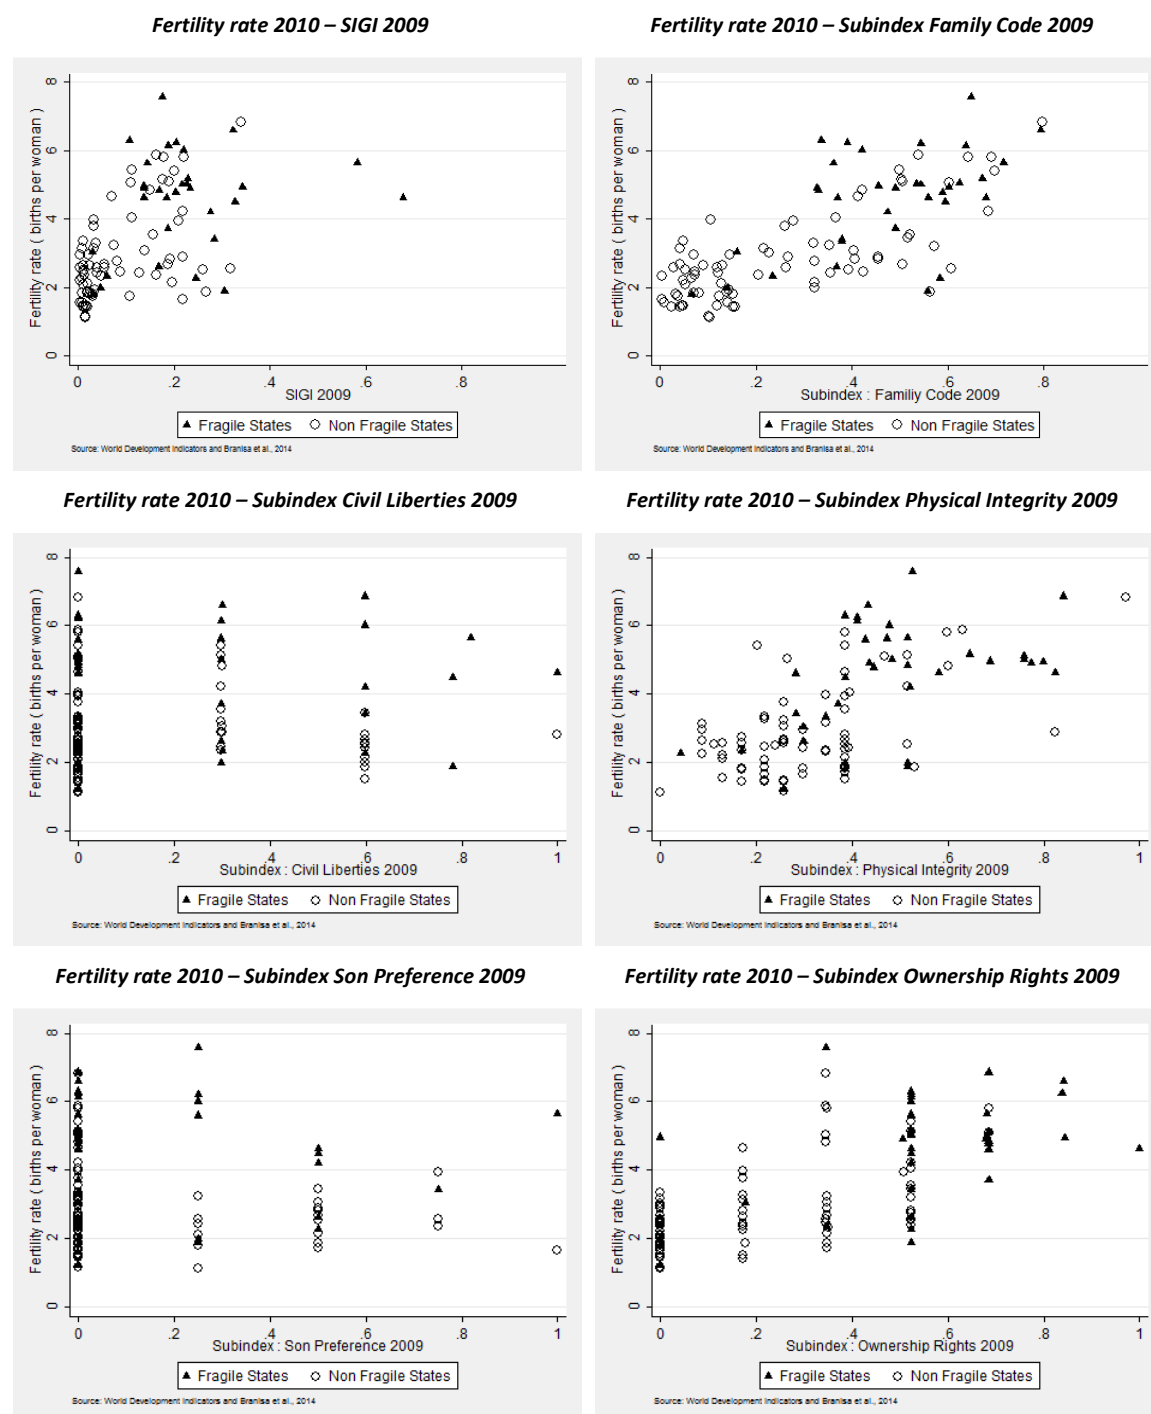 Fertility rate 2010 – SIGI 2009
Fertility rate ( births per woman )
8
6
4
2
0
0 .2 .4 .6 .8
SIGI 2009
Fragile States Non Fragile States
Source: World Development Indicators and Branisa et al., 2014
Fertility rate 2010 – Subindex Family Code 2009
Fertility rate ( births per woman )
8
6
4
2
0
0 .2 .4 .6 .8
Subindex : Familiy Code 2009
Fragile States Non Fragile States
Source: World Development Indicators and Branisa et al., 2014
Fertility rate 2010 – Subindex Civil Liberties 2009
Fertility rate ( births per woman )
8
6
4
2
0
0 .2 .4 .6 .8 1
Subindex : Civil Liberties 2009
Fragile States Non Fragile States
Source: World Development Indicators and Branisa et al., 2014
Fertility rate 2010 – Subindex Physical Integrity 2009
Fertility rate ( births per woman )
8
6
4
2
0
0 .2 .4 .6 .8 1
Subindex : Physical Integrity 2009
Fragile States Non Fragile States
Source: World Development Indicators and Branisa et al., 2014
Fertility rate 2010 – Subindex Son Preference 2009
Fertility rate ( births per woman )
8
6
4
2
0
0 .2 .4 .6 .8 1
Subindex : Son Preference 2009
Fragile States Non Fragile States
Source: World Development Indicators and Branisa et al., 2014
Fertility rate 2010 – Subindex Ownership Rights 2009
Fertility rate ( births per woman )
8
6
4
2
0
0 .2 .4 .6 .8 1
Subindex : Ownership Rights 2009
Fragile States Non Fragile States
Source: World Development Indicators and Branisa et al., 2014